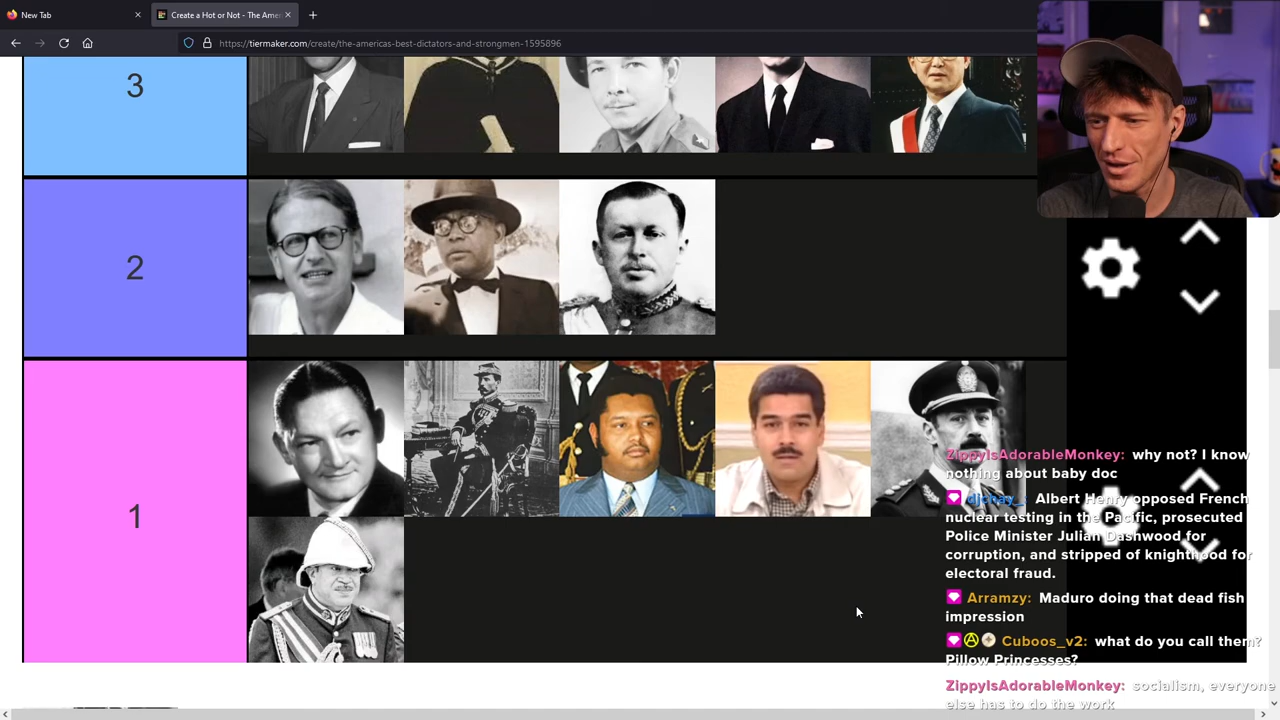 New Tab
Create a Hot or Not - The Ame
https://tiermaker.com/create/the-americas-best-dictators-and-strongmen-1595896
3
2
1
ZippyIsAdorableMonkey: why not? I know
nothing about baby doc
Albert Henry opposed French
nuclear testing in the Pacific, prosecuted
Police Minister Julian Dashwood for
corruption, and stripped of knighthood for
electoral fraud.
Arramzy: Maduro doing that dead fish
impression
Cuboos_v2: what do you call them?
Pillow Princesses?
ZippyIsAdorableMonkey: socialism, everyone
else has to do the work